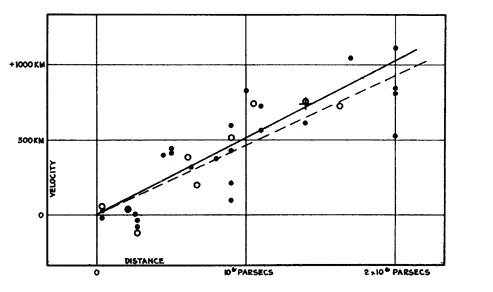 +1000 KM
500 KM
VELOCITY
0
DISTANCE
0
10⁶ PARSECS
2 x 10⁶ PARSECS